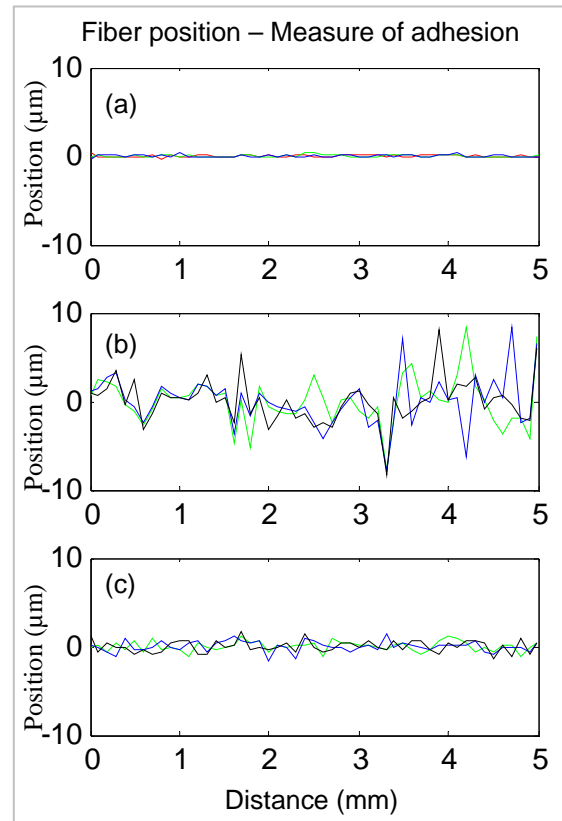 Fiber position – Measure of adhesion
10
(a)
0
Position (µm)
-10
0 1 2 3 4 5
10
(b)
0
Position (µm)
-10
0 1 2 3 4 5
10
(c)
0
Position (µm)
-10
0 1 2 3 4 5
Distance (mm)